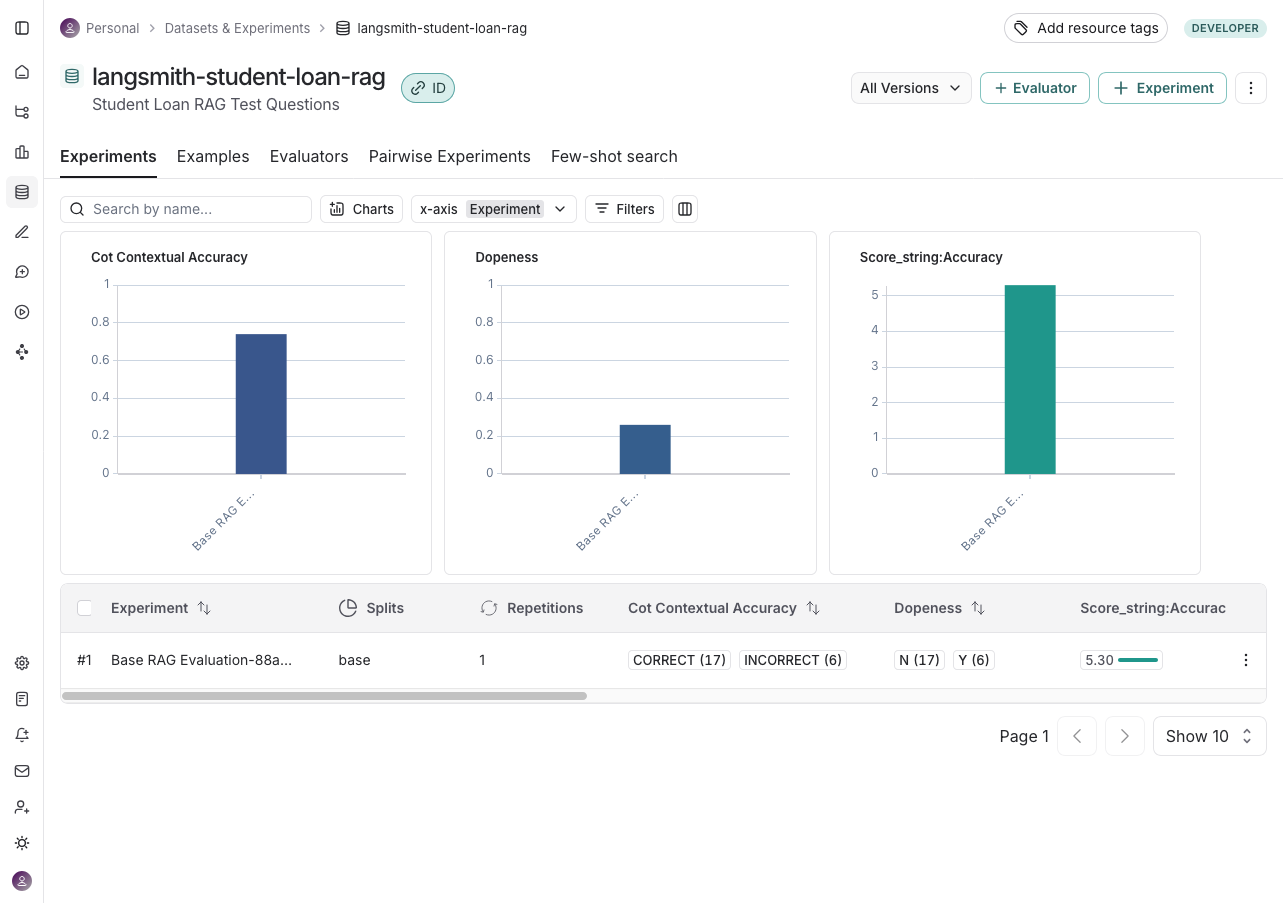 Personal > Datasets & Experiments > langsmith-student-loan-rag
Add resource tags
DEVELOPER
langsmith-student-loan-rag
ID
Student Loan RAG Test Questions
All Versions
+ Evaluator
+ Experiment
Experiments Examples Evaluators Pairwise Experiments Few-shot search
Search by name...
Charts
x-axis Experiment
Filters
Cot Contextual Accuracy
1
0.8
0.6
0.4
0.2
0
Base RAG E...
Dopeness
1
0.8
0.6
0.4
0.2
0
Base RAG E...
Score_string:Accuracy
5
4
3
2
1
0
Base RAG E...
Experiment Splits Repetitions Cot Contextual Accuracy Dopeness Score_string:Accurac
#1 Base RAG Evaluation-88a... base 1 CORRECT (17) INCORRECT (6) N (17) Y (6) 5.30
Page 1
Show 10